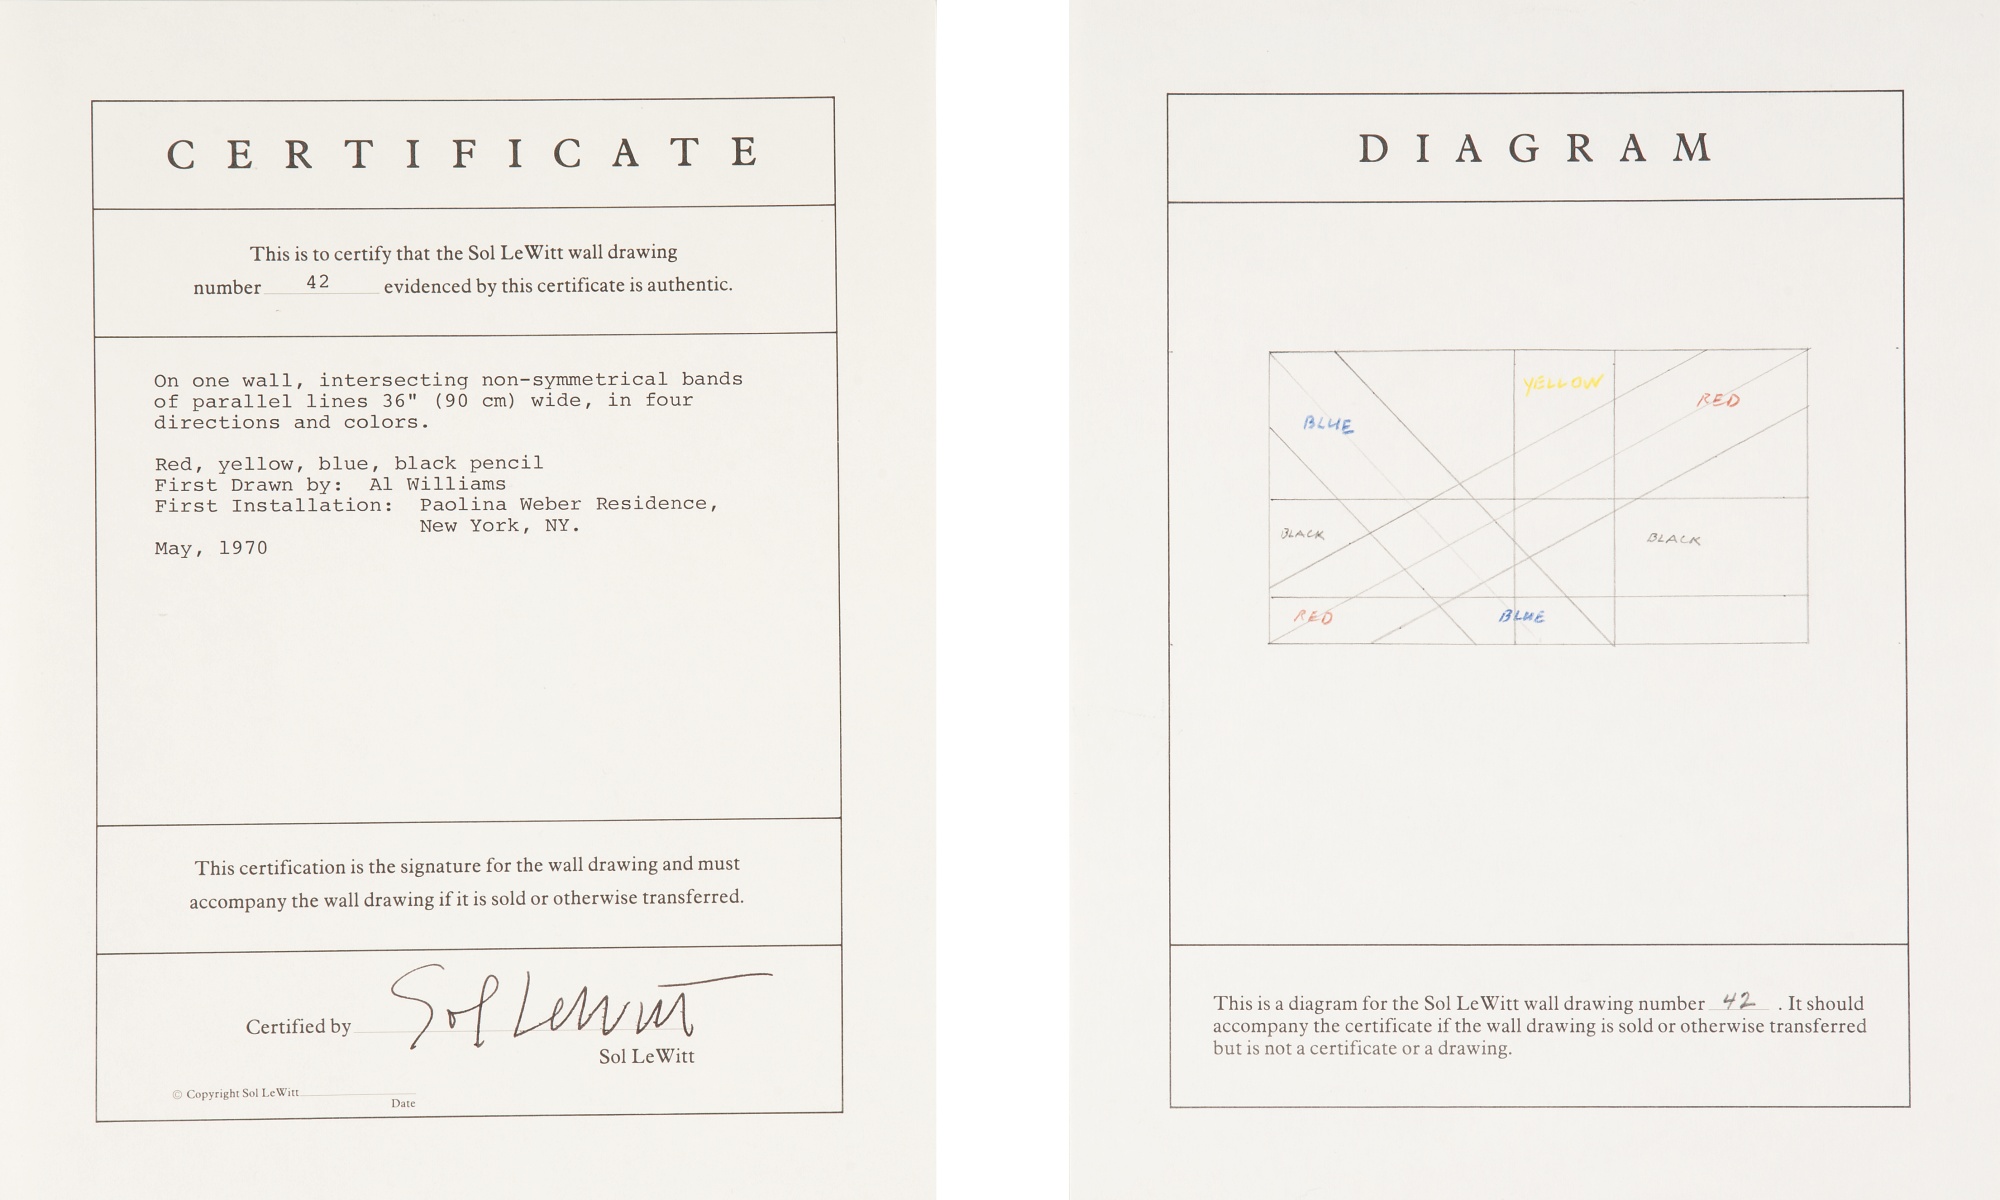 CERTIFICATE
This is to certify that the Sol LeWitt wall drawing
number 42 evidenced by this certificate is authentic.
On one wall, intersecting non-symmetrical bands
of parallel lines 36" (90 cm) wide, in four
directions and colors.
Red, yellow, blue, black pencil
First Drawn by: Al Williams
First Installation: Paolina Weber Residence,
New York, NY.
May, 1970
This certification is the signature for the wall drawing and must
accompany the wall drawing if it is sold or otherwise transferred.
Certified by Sol LeWitt
Sol LeWitt
© Copyright Sol LeWitt
Date
DIAGRAM
YELLOW
RED
BLUE
BLACK
BLACK
RED
BLUE
This is a diagram for the Sol LeWitt wall drawing number 42 . It should
accompany the certificate if the wall drawing is sold or otherwise transferred
but is not a certificate or a drawing.